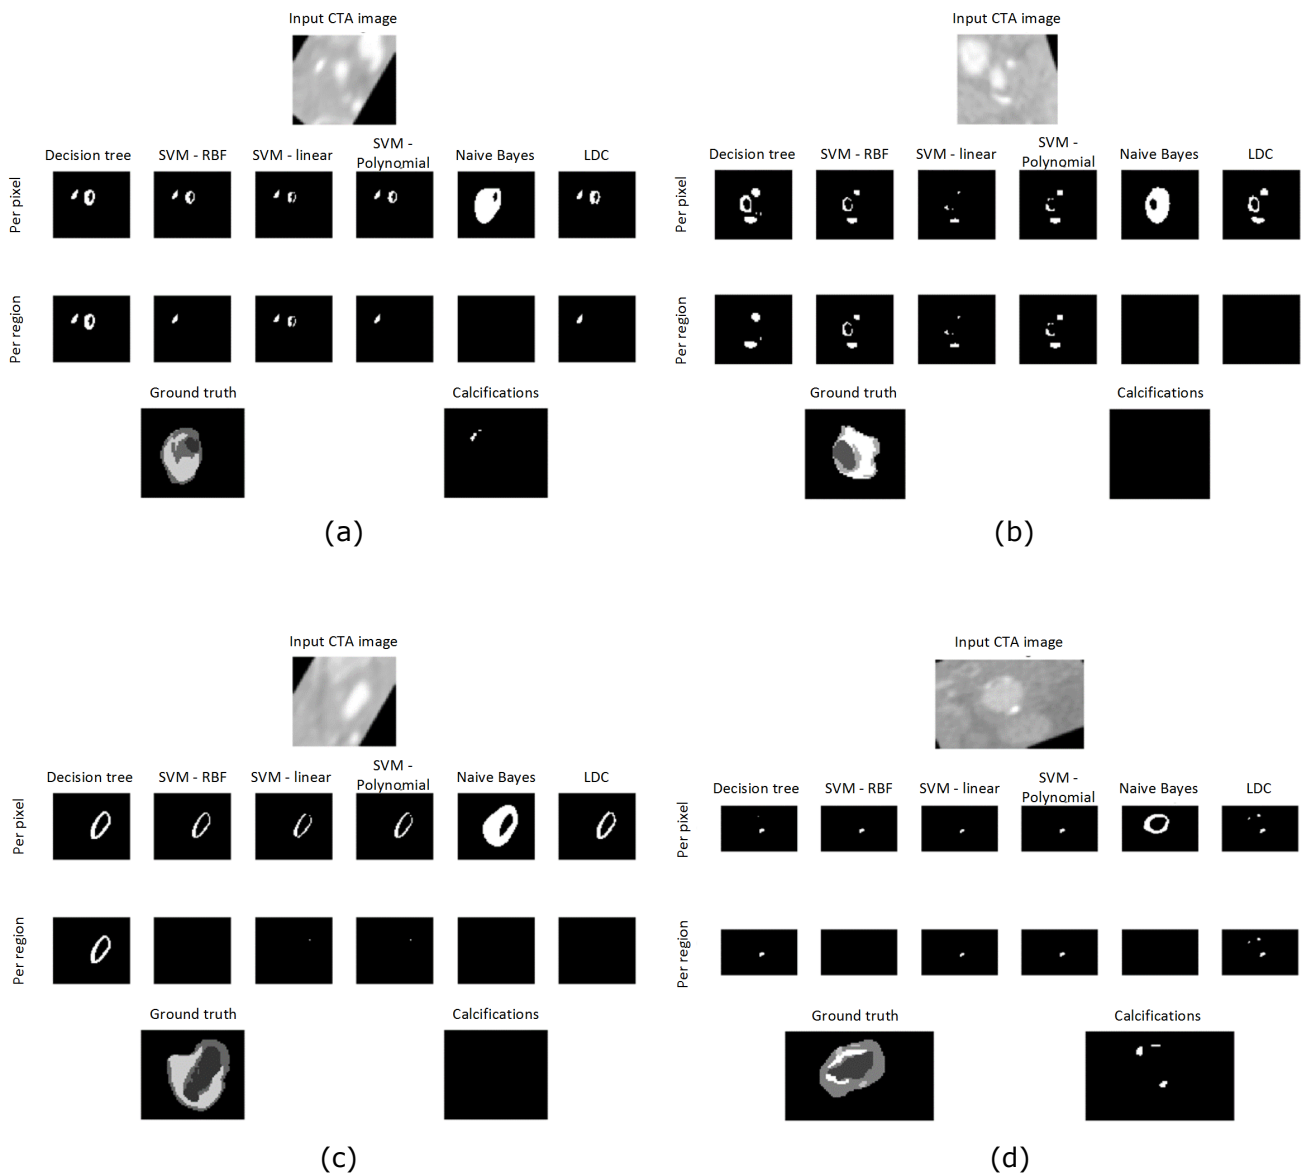 Input CTA image
Decision tree
SVM - RBF
SVM - linear
SVM -
Polynomial
Naive Bayes
LDC
Per pixel
Per region
Ground truth
Calcifications
(a)
Input CTA image
Decision tree
SVM - RBF
SVM - linear
SVM -
Polynomial
Naive Bayes
LDC
Per pixel
Per region
Ground truth
Calcifications
(b)
Input CTA image
Decision tree
SVM - RBF
SVM - linear
SVM -
Polynomial
Naive Bayes
LDC
Per pixel
Per region
Ground truth
Calcifications
(c)
Input CTA image
Decision tree
SVM - RBF
SVM - linear
SVM -
Polynomial
Naive Bayes
LDC
Per pixel
Per region
Ground truth
Calcifications
(d)